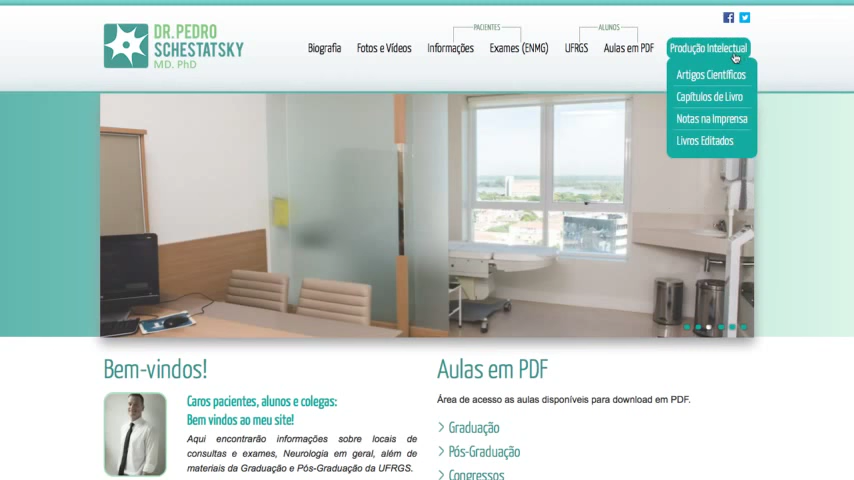 DR. PEDRO
SCHESTATSKY
MD. PhD
PACIENTES
ALUNOS
Biografia
Fotos e Vídeos
Informações
Exames (ENMG)
UFRGS
Aulas em PDF
Produção Intelectual
Artigos Científicos
Capítulos de Livro
Notas na Imprensa
Livros Editados
Bem-vindos!
Caros pacientes, alunos e colegas:
Bem vindos ao meu site!
Aqui encontrarão informações sobre locais de
consultas e exames, Neurologia em geral, além de
materiais da Graduação e Pós-Graduação da UFRGS.
Aulas em PDF
Área de acesso as aulas disponíveis para download em PDF.
Graduação
Pós-Graduação
Congressos